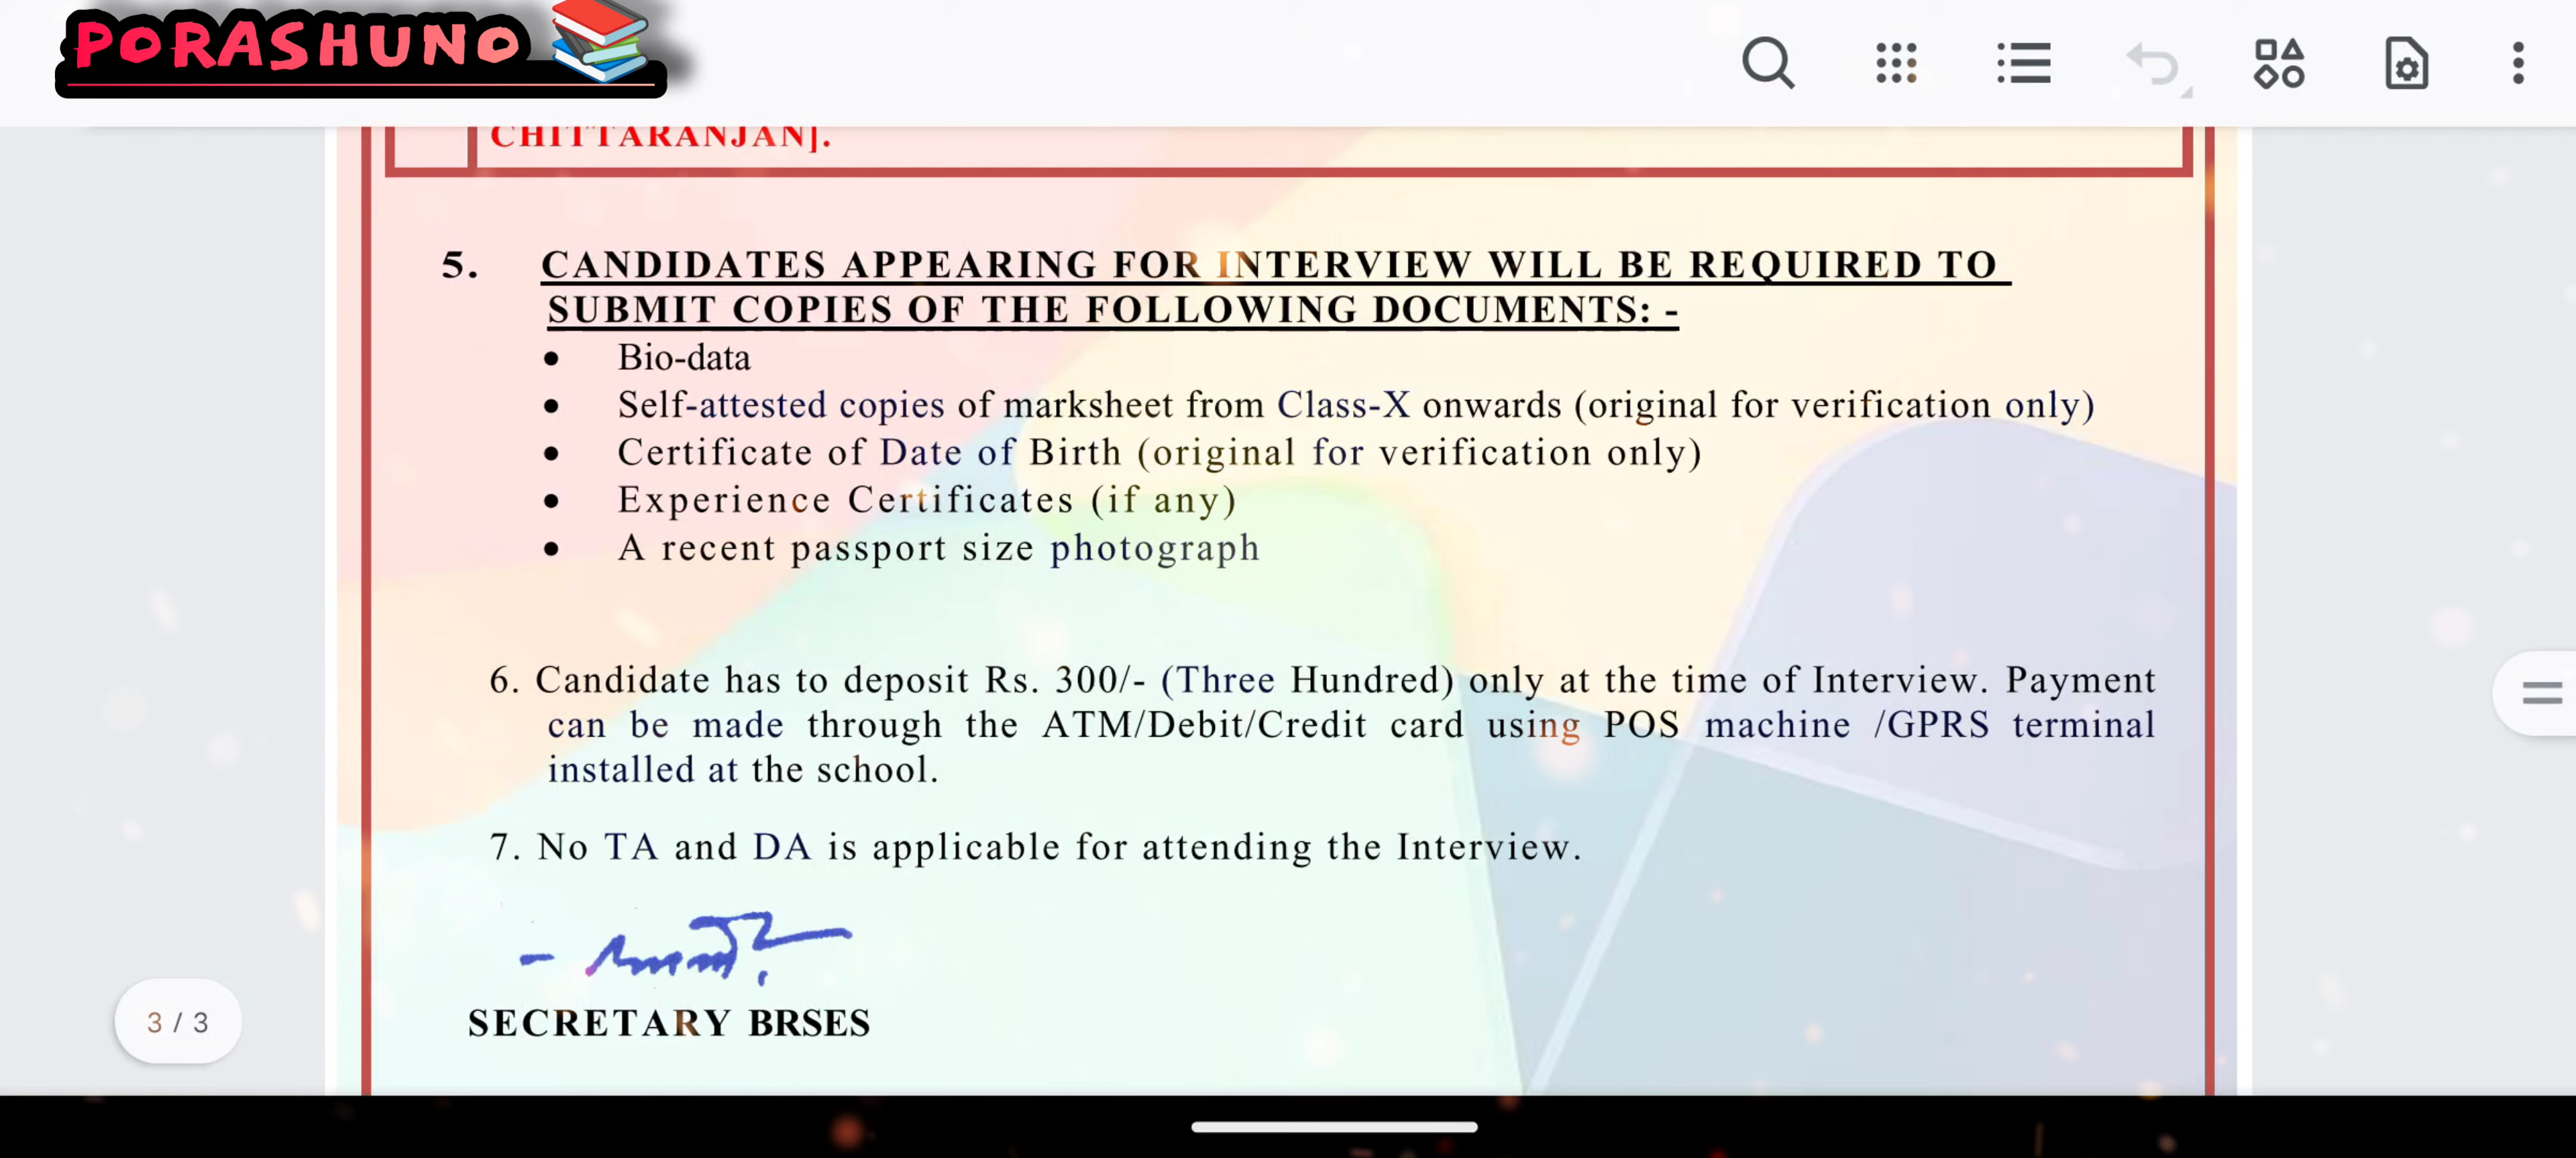 PORASHUNO
CHITTARANJAN].
5. CANDIDATES APPEARING FOR INTERVIEW WILL BE REQUIRED TO
SUBMIT COPIES OF THE FOLLOWING DOCUMENTS: -
• Bio-data
• Self-attested copies of marksheet from Class-X onwards (original for verification only)
• Certificate of Date of Birth (original for verification only)
• Experience Certificates (if any)
• A recent passport size photograph
6. Candidate has to deposit Rs. 300/- (Three Hundred) only at the time of Interview. Payment
can be made through the ATM/Debit/Credit card using POS machine /GPRS terminal
installed at the school.
7. No TA and DA is applicable for attending the Interview.
SECRETARY BRSES
3 / 3